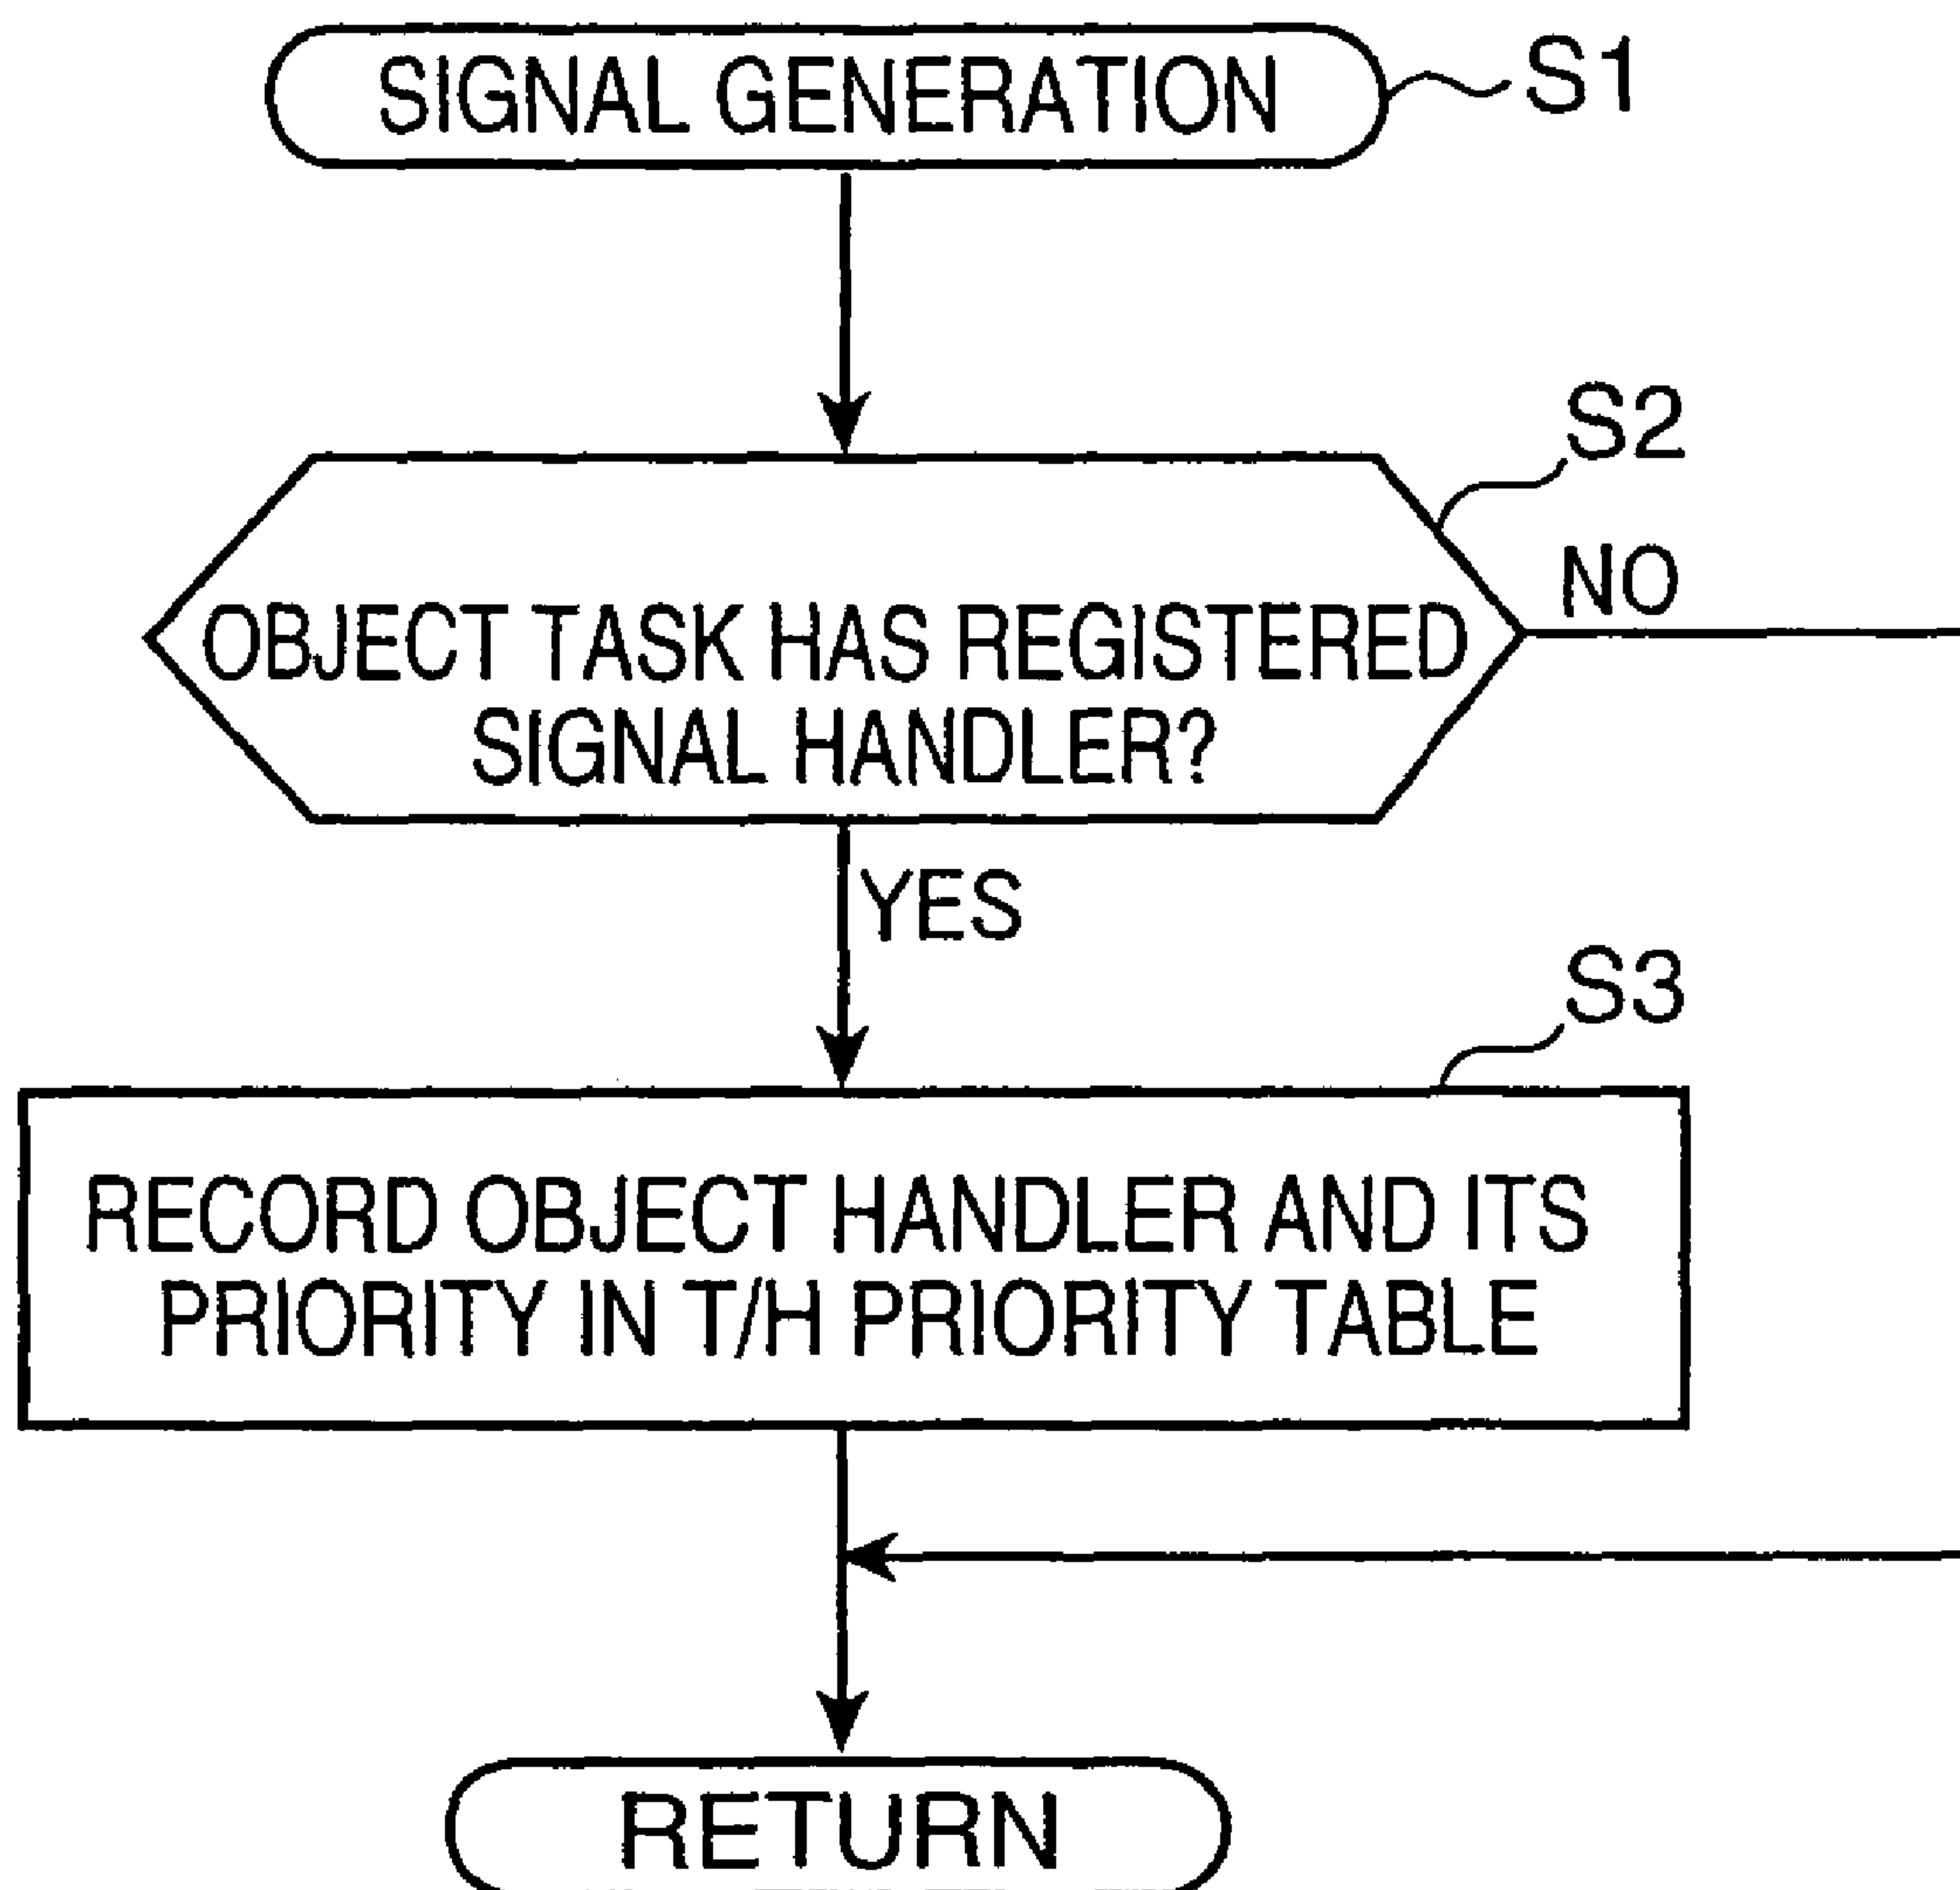 SIGNAL GENERATION
S1
S2
NO
OBJECT TASK HAS REGISTERED
SIGNAL HANDLER?
YES
S3
RECORD OBJECT HANDLER AND ITS
PRIORITY IN T/H PRIORITY TABLE
RETURN